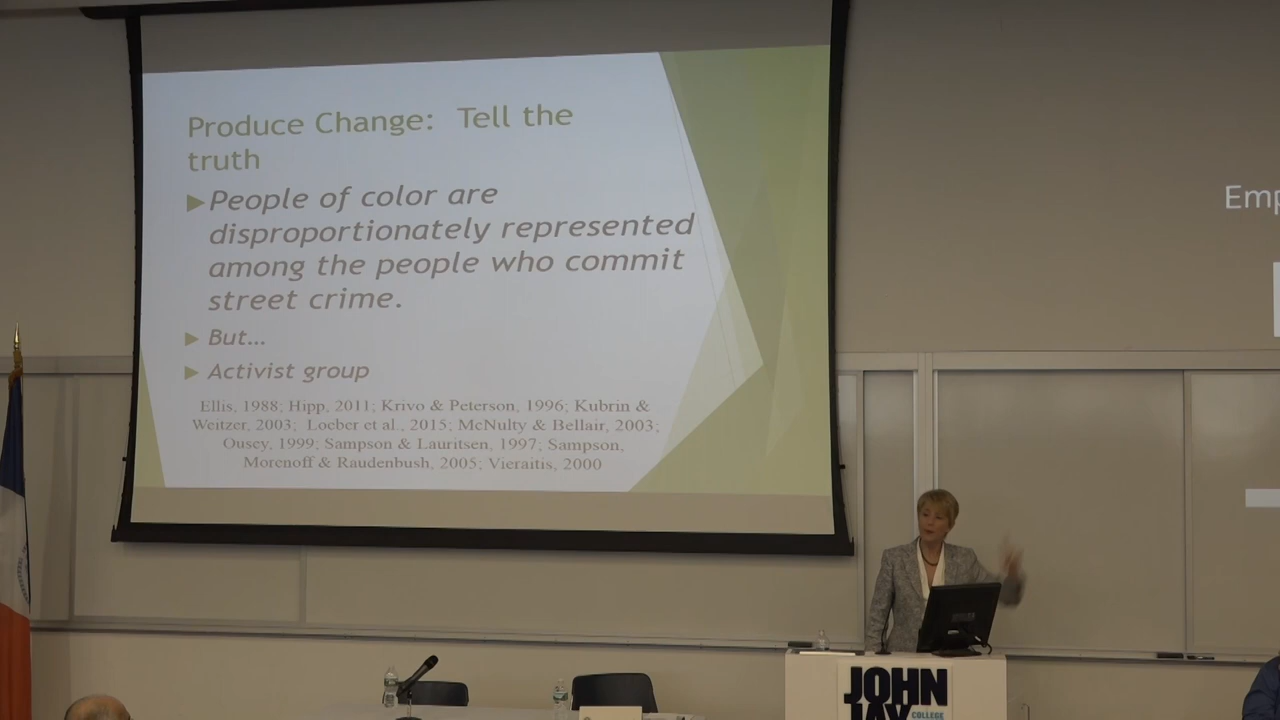 Produce Change: Tell the
truth
People of color are
disproportionately represented
among the people who commit
street crime.
But...
Activist group
Ellis, 1988; Hipp, 2011; Krivo & Peterson, 1996; Kubrin &
Weitzer, 2003; Loeber et al., 2015; McNulty & Bellair, 2003;
Ousey, 1999; Sampson & Lauritsen, 1997; Sampson,
Morenoff & Raudenbush, 2005; Vieraitis, 2000
Emp
JOHN
JAY
COLLEGE